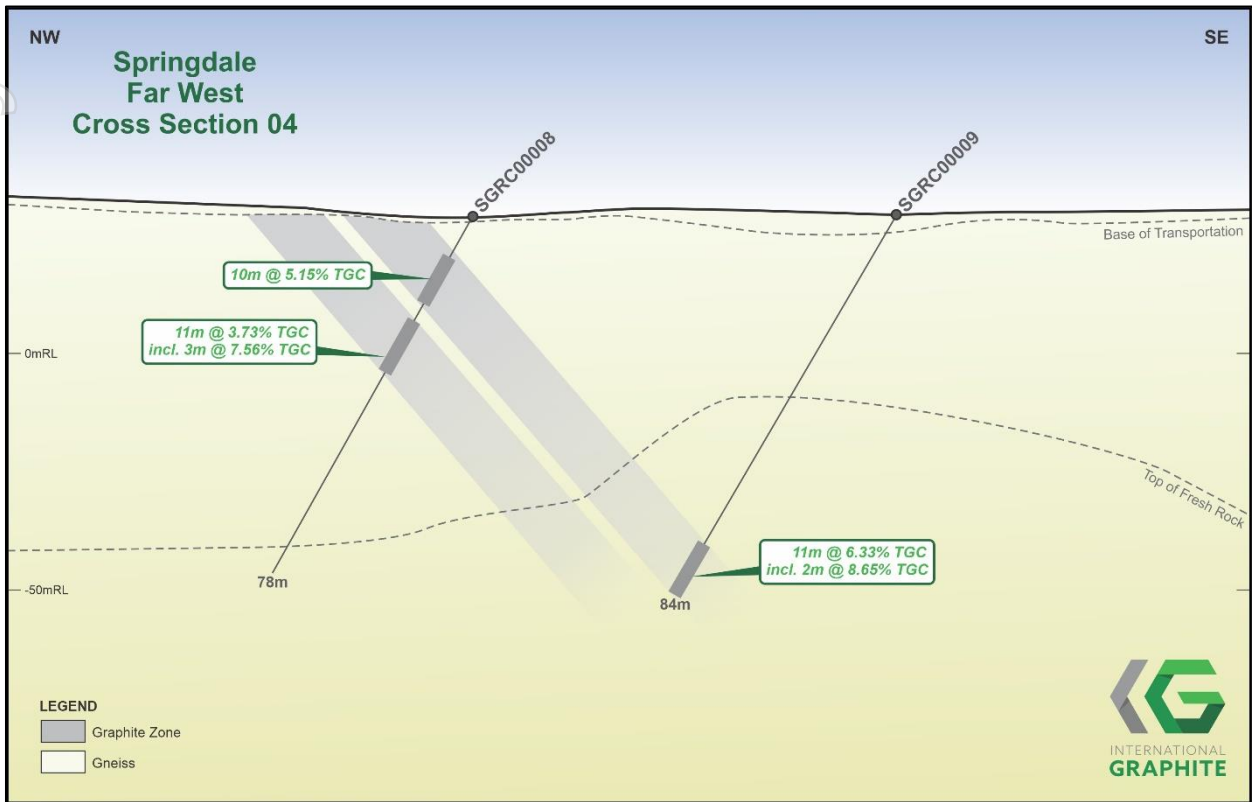 NW
SE
Springdale
Far West
Cross Section 04
SGRC00008
SGRC00009
Base of Transportation
10m @ 5.15% TGC
11m @ 3.73% TGC
incl. 3m @ 7.56% TGC
0mRL
Top of Fresh Rock
11m @ 6.33% TGC
incl. 2m @ 8.65% TGC
78m
-50mRL
84m
LEGEND
Graphite Zone
Gneiss
INTERNATIONAL
GRAPHITE